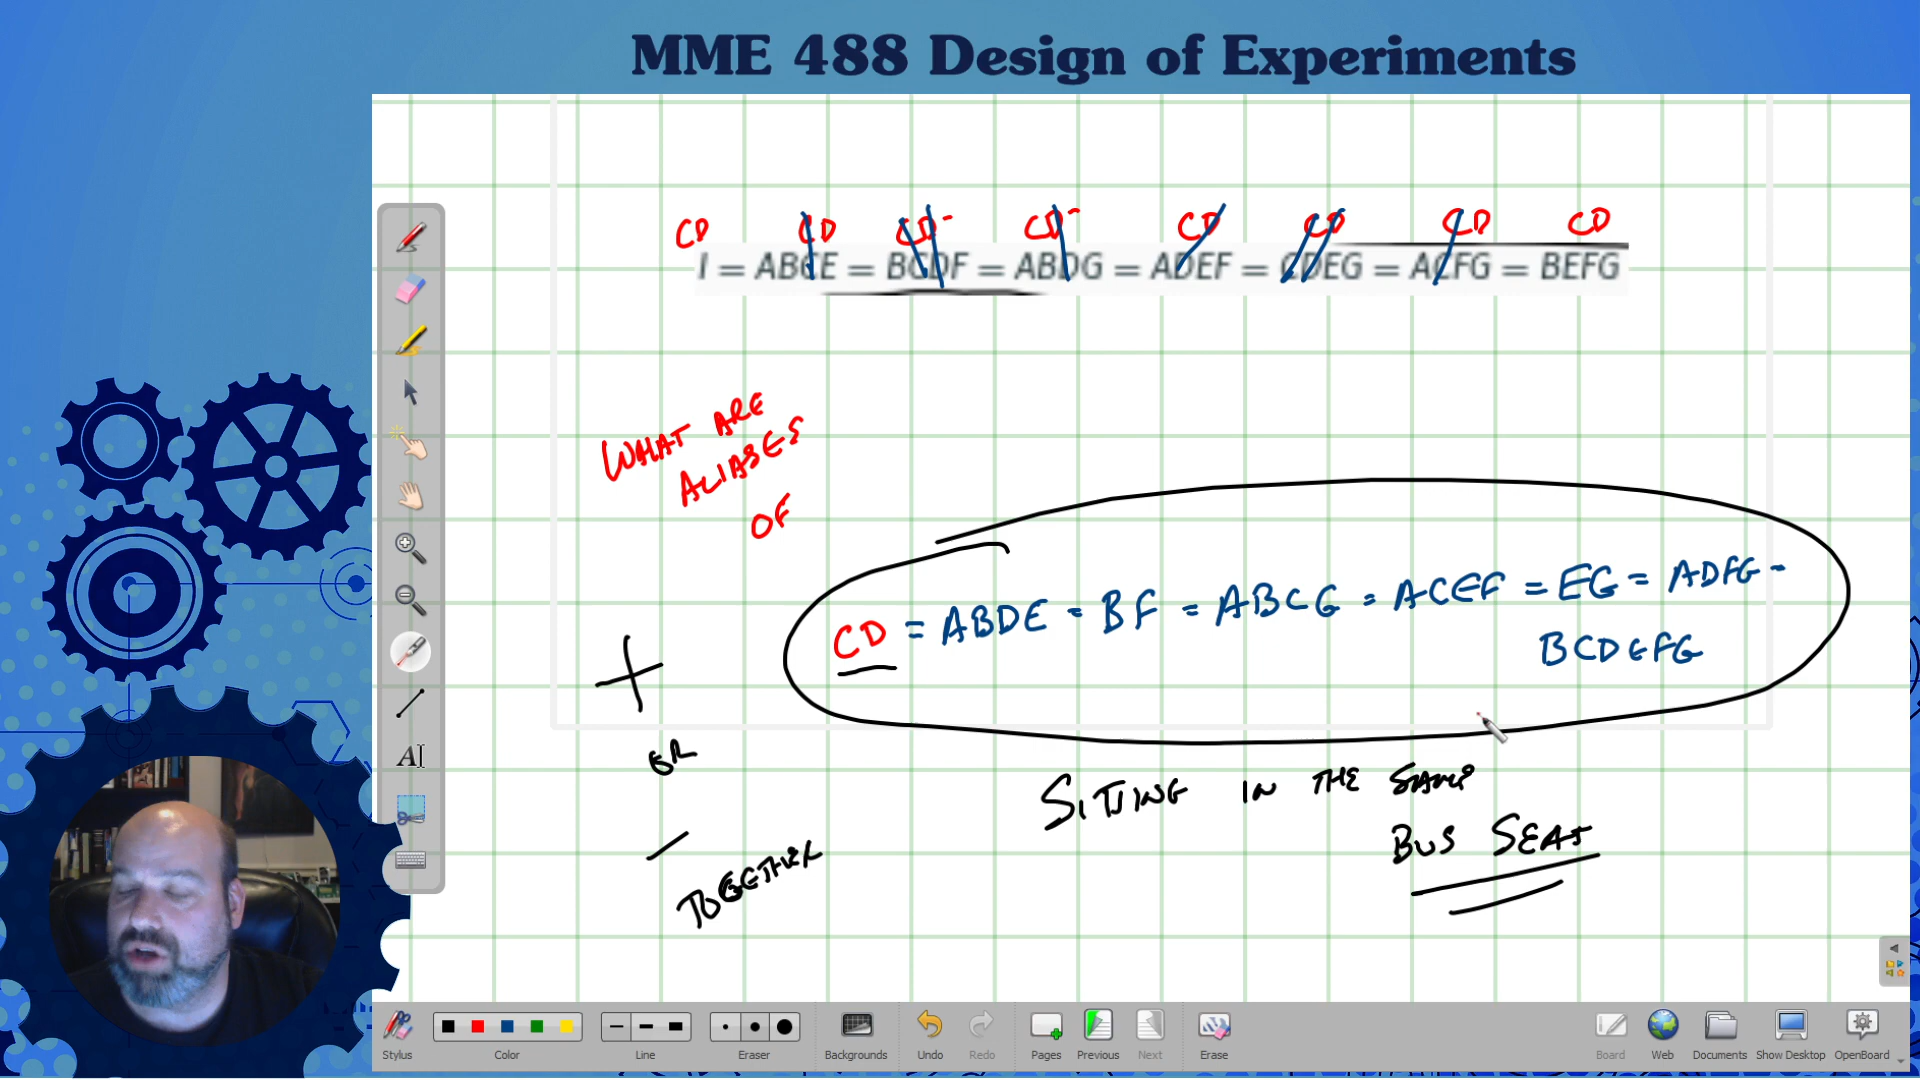 MME 488 Design of Experiments
CD CD CD- CD- CD CD CD CD
I = ABCE = BCDF = ABDG = ADEF = CDEG = ACFG = BEFG
WHAT ARE
ALIASES
OF
CD = ABDE = BF = ABCG = ACEF = EG = ADFG =
BCDEFG
+
OR
-
TOGETHER
SITTING IN THE SAME
BUS SEAT
AI
Stylus Color Line Eraser Backgrounds Undo Redo Pages Previous Next Erase Board Web Documents Show Desktop OpenBoard